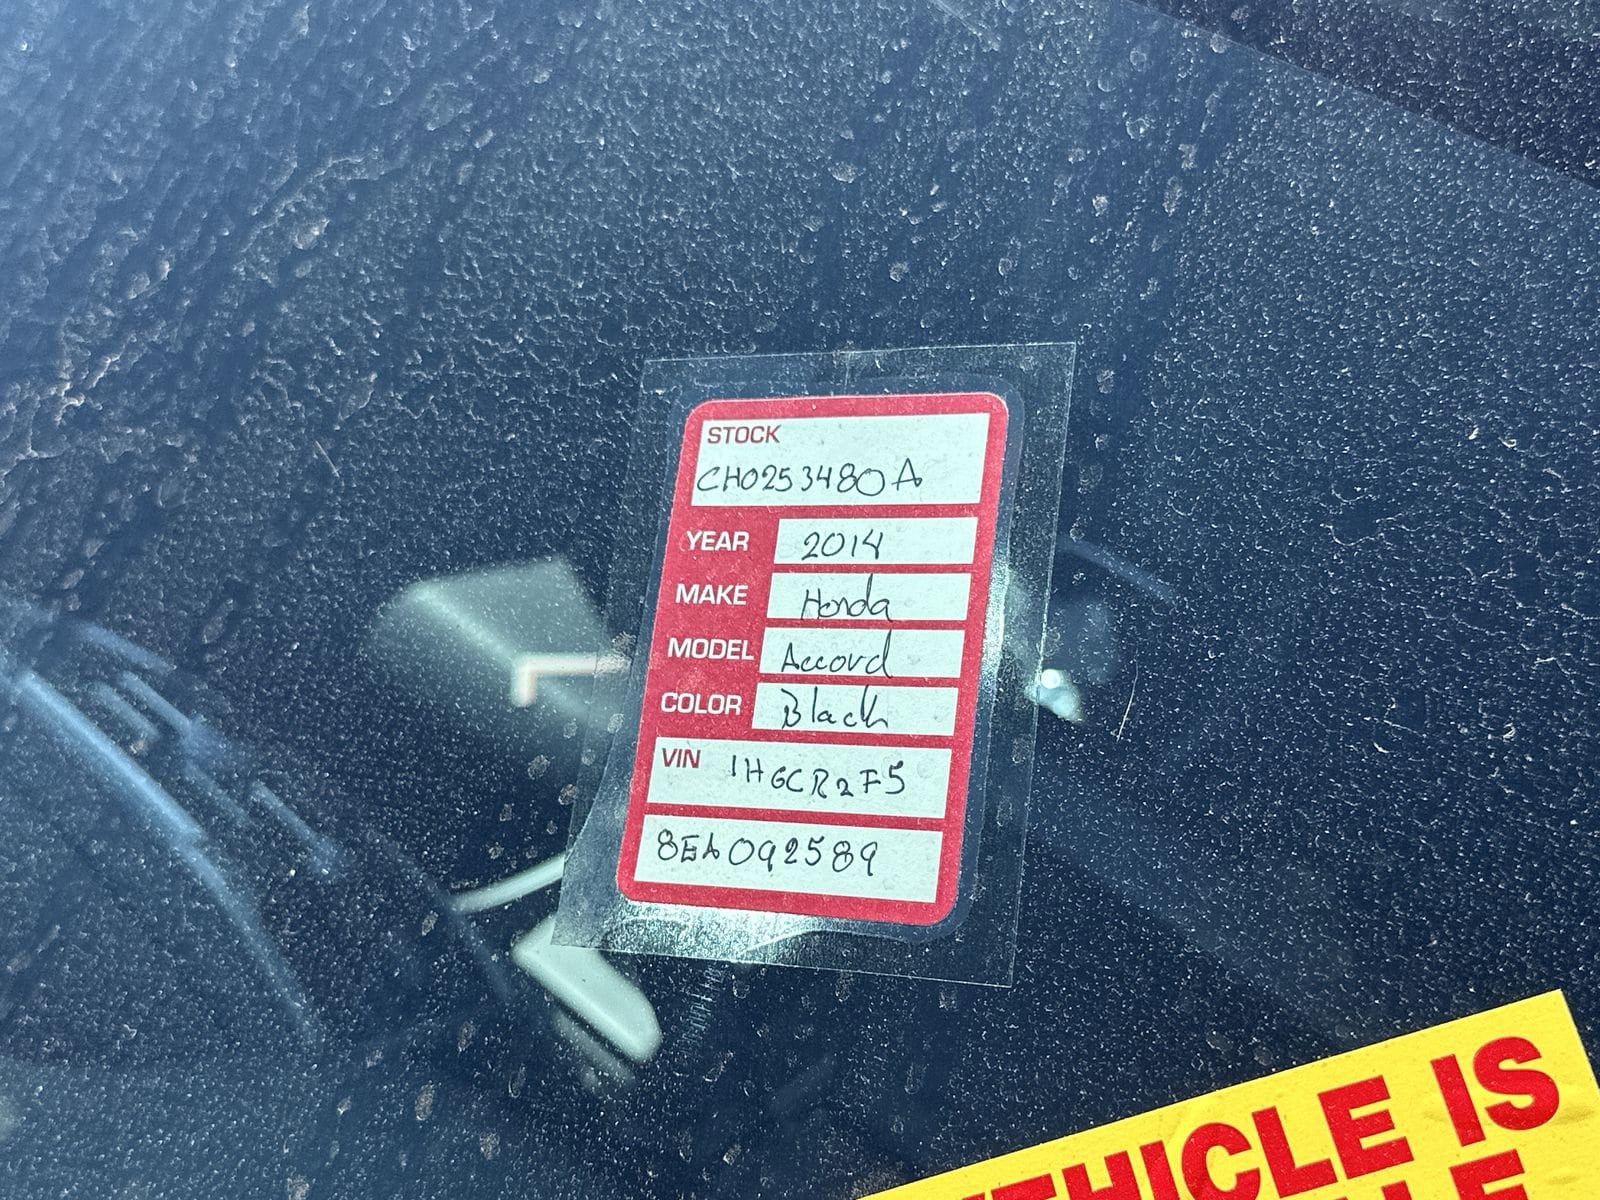 STOCK
CH0253480A
YEAR 2014
MAKE Honda
MODEL Accord
COLOR Black
VIN 1HGCR2F5
8EA092589
VEHICLE IS